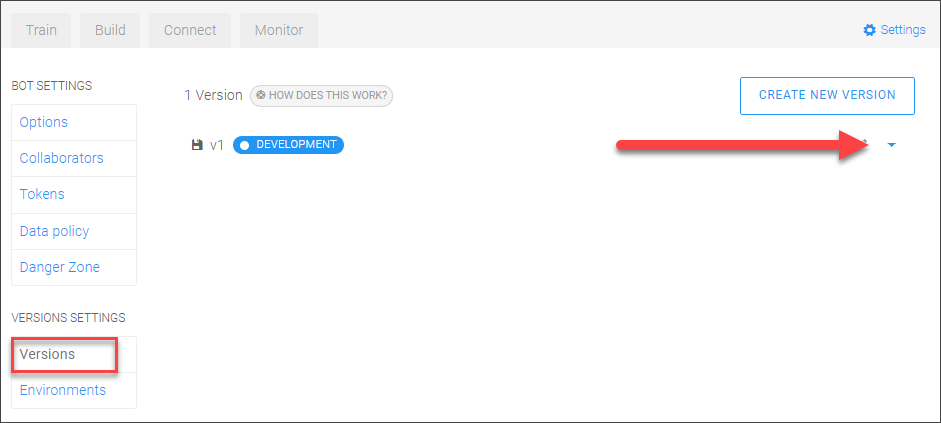 Train Build Connect Monitor Settings
BOT SETTINGS
Options
Collaborators
Tokens
Data policy
Danger Zone
VERSIONS SETTINGS
Versions
Environments
1 Version HOW DOES THIS WORK? CREATE NEW VERSION
v1 DEVELOPMENT